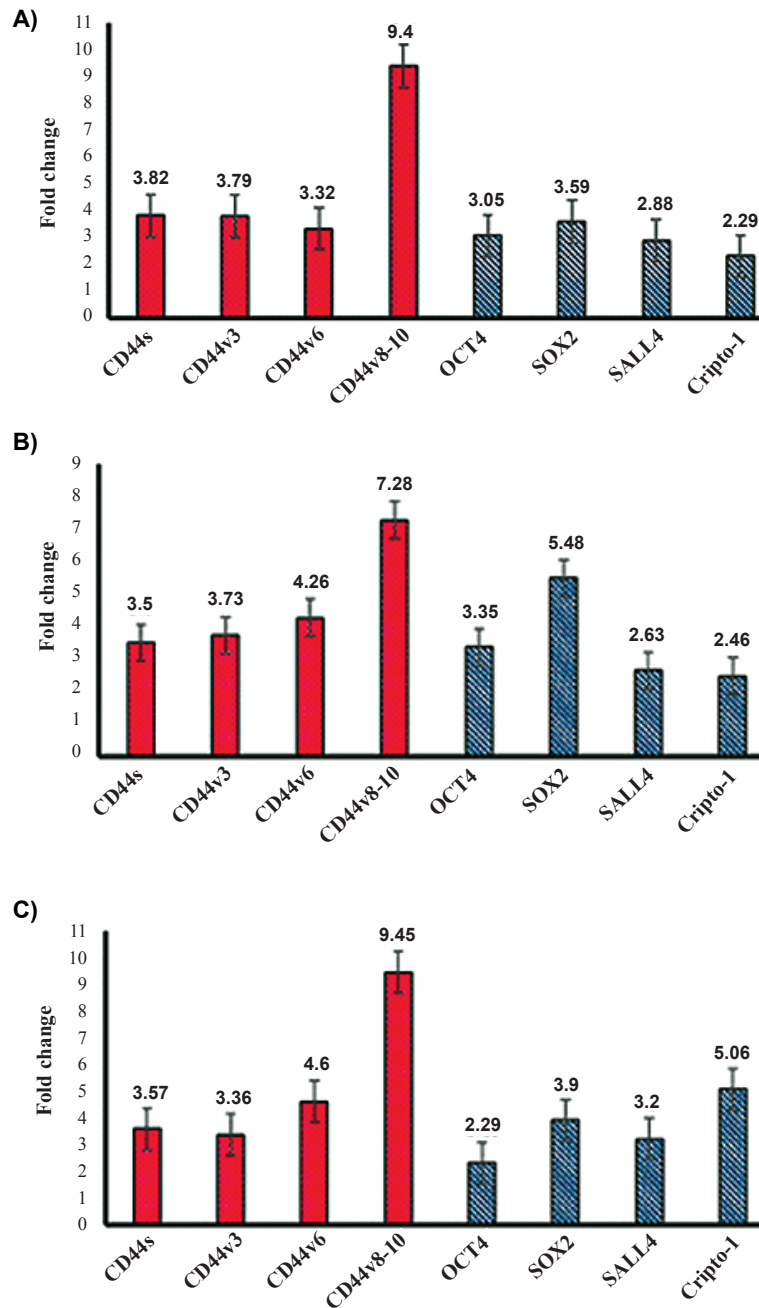 A)
Fold change
11
10
9
8
7
6
5
4
3
2
1
0
3.82
3.79
3.32
9.4
3.05
3.59
2.88
2.29
CD44s
CD44v3
CD44v6
CD44v8-10
OCT4
SOX2
SALL4
Cripto-1
B)
Fold change
9
8
7
6
5
4
3
2
1
0
3.5
3.73
4.26
7.28
3.35
5.48
2.63
2.46
CD44s
CD44v3
CD44v6
CD44v8-10
OCT4
SOX2
SALL4
Cripto-1
C)
Fold change
11
10
9
8
7
6
5
4
3
2
1
0
3.57
3.36
4.6
9.45
2.29
3.9
3.2
5.06
CD44s
CD44v3
CD44v6
CD44v8-10
OCT4
SOX2
SALL4
Cripto-1